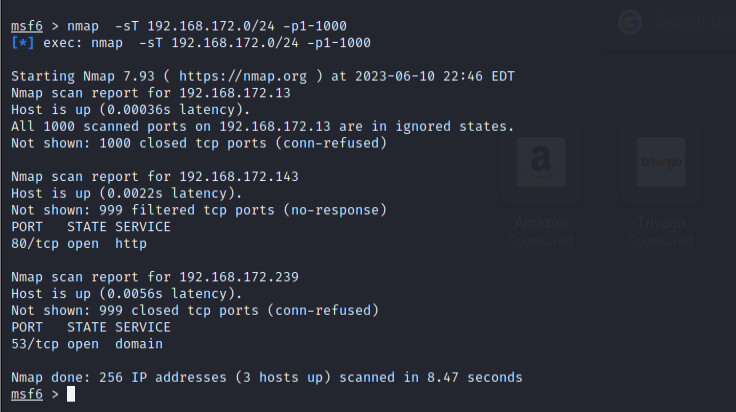 msf6 > nmap  -sT 192.168.172.0/24 -p1-1000
[*] exec: nmap  -sT 192.168.172.0/24 -p1-1000

Starting Nmap 7.93 ( https://nmap.org ) at 2023-06-10 22:46 EDT
Nmap scan report for 192.168.172.13
Host is up (0.00036s latency).
All 1000 scanned ports on 192.168.172.13 are in ignored states.
Not shown: 1000 closed tcp ports (conn-refused)

Nmap scan report for 192.168.172.143
Host is up (0.0022s latency).
Not shown: 999 filtered tcp ports (no-response)
PORT   STATE SERVICE
80/tcp open  http

Nmap scan report for 192.168.172.239
Host is up (0.0056s latency).
Not shown: 999 closed tcp ports (conn-refused)
PORT   STATE SERVICE
53/tcp open  domain

Nmap done: 256 IP addresses (3 hosts up) scanned in 8.47 seconds
msf6 >
trivago
Amazon
Sponsored
Trivago
Sponsored